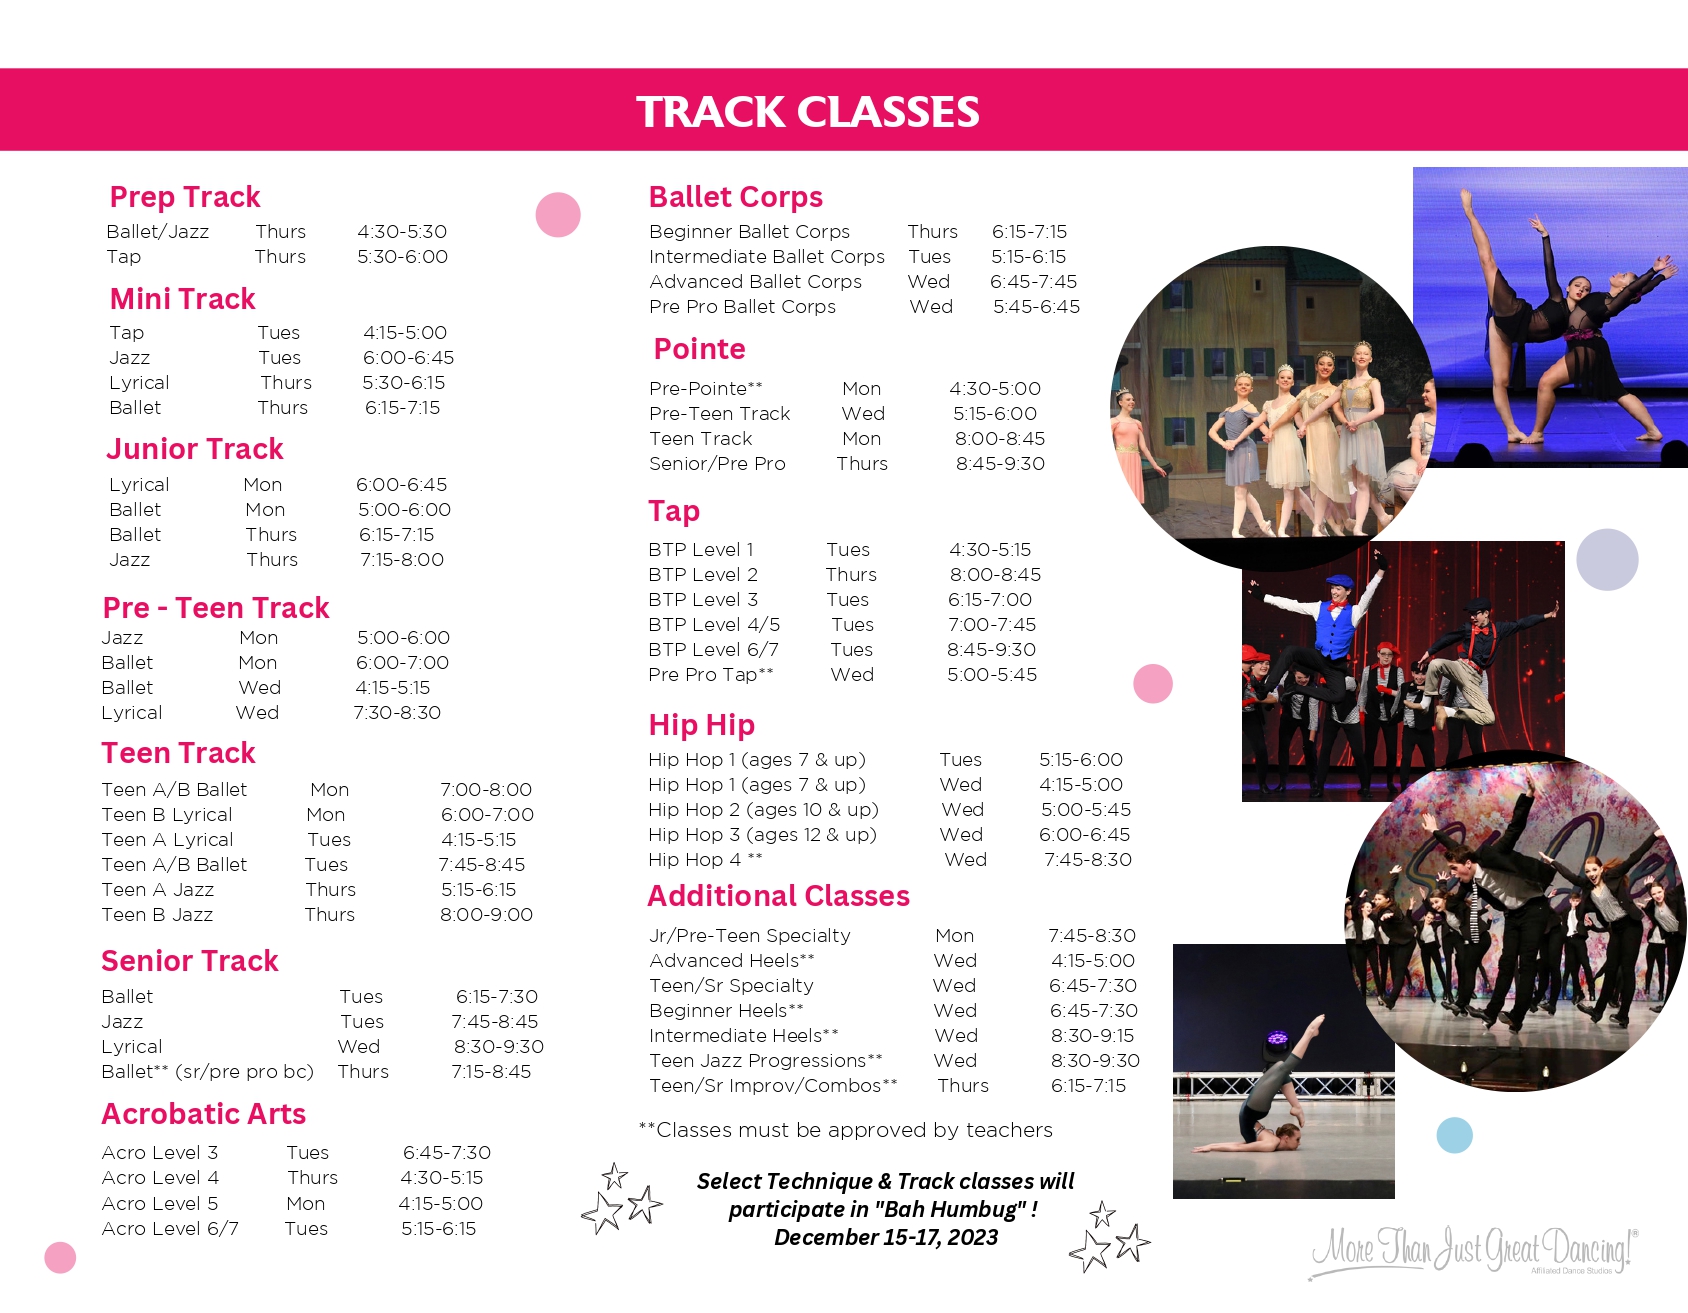 TRACK CLASSES
Prep Track
Ballet/Jazz Thurs 4:30-5:30
Tap Thurs 5:30-6:00
Mini Track
Tap Tues 4:15-5:00
Jazz Tues 6:00-6:45
Lyrical Thurs 5:30-6:15
Ballet Thurs 6:15-7:15
Junior Track
Lyrical Mon 6:00-6:45
Ballet Mon 5:00-6:00
Ballet Thurs 6:15-7:15
Jazz Thurs 7:15-8:00
Pre - Teen Track
Jazz Mon 5:00-6:00
Ballet Mon 6:00-7:00
Ballet Wed 4:15-5:15
Lyrical Wed 7:30-8:30
Teen Track
Teen A/B Ballet Mon 7:00-8:00
Teen B Lyrical Mon 6:00-7:00
Teen A Lyrical Tues 4:15-5:15
Teen A/B Ballet Tues 7:45-8:45
Teen A Jazz Thurs 5:15-6:15
Teen B Jazz Thurs 8:00-9:00
Senior Track
Ballet Tues 6:15-7:30
Jazz Tues 7:45-8:45
Lyrical Wed 8:30-9:30
Ballet** (sr/pre pro bc) Thurs 7:15-8:45
Acrobatic Arts
Acro Level 3 Tues 6:45-7:30
Acro Level 4 Thurs 4:30-5:15
Acro Level 5 Mon 4:15-5:00
Acro Level 6/7 Tues 5:15-6:15
Ballet Corps
Beginner Ballet Corps Thurs 6:15-7:15
Intermediate Ballet Corps Tues 5:15-6:15
Advanced Ballet Corps Wed 6:45-7:45
Pre Pro Ballet Corps Wed 5:45-6:45
Pointe
Pre-Pointe** Mon 4:30-5:00
Pre-Teen Track Wed 5:15-6:00
Teen Track Mon 8:00-8:45
Senior/Pre Pro Thurs 8:45-9:30
Tap
BTP Level 1 Tues 4:30-5:15
BTP Level 2 Thurs 8:00-8:45
BTP Level 3 Tues 6:15-7:00
BTP Level 4/5 Tues 7:00-7:45
BTP Level 6/7 Tues 8:45-9:30
Pre Pro Tap** Wed 5:00-5:45
Hip Hip
Hip Hop 1 (ages 7 & up) Tues 5:15-6:00
Hip Hop 1 (ages 7 & up) Wed 4:15-5:00
Hip Hop 2 (ages 10 & up) Wed 5:00-5:45
Hip Hop 3 (ages 12 & up) Wed 6:00-6:45
Hip Hop 4 ** Wed 7:45-8:30
Additional Classes
Jr/Pre-Teen Specialty Mon 7:45-8:30
Advanced Heels** Wed 4:15-5:00
Teen/Sr Specialty Wed 6:45-7:30
Beginner Heels** Wed 6:45-7:30
Intermediate Heels** Wed 8:30-9:15
Teen Jazz Progressions** Wed 8:30-9:30
Teen/Sr Improv/Combos** Thurs 6:15-7:15
**Classes must be approved by teachers
Select Technique & Track classes will
participate in "Bah Humbug" !
December 15-17, 2023
More Than Just Great Dancing!®
Affiliated Dance Studios